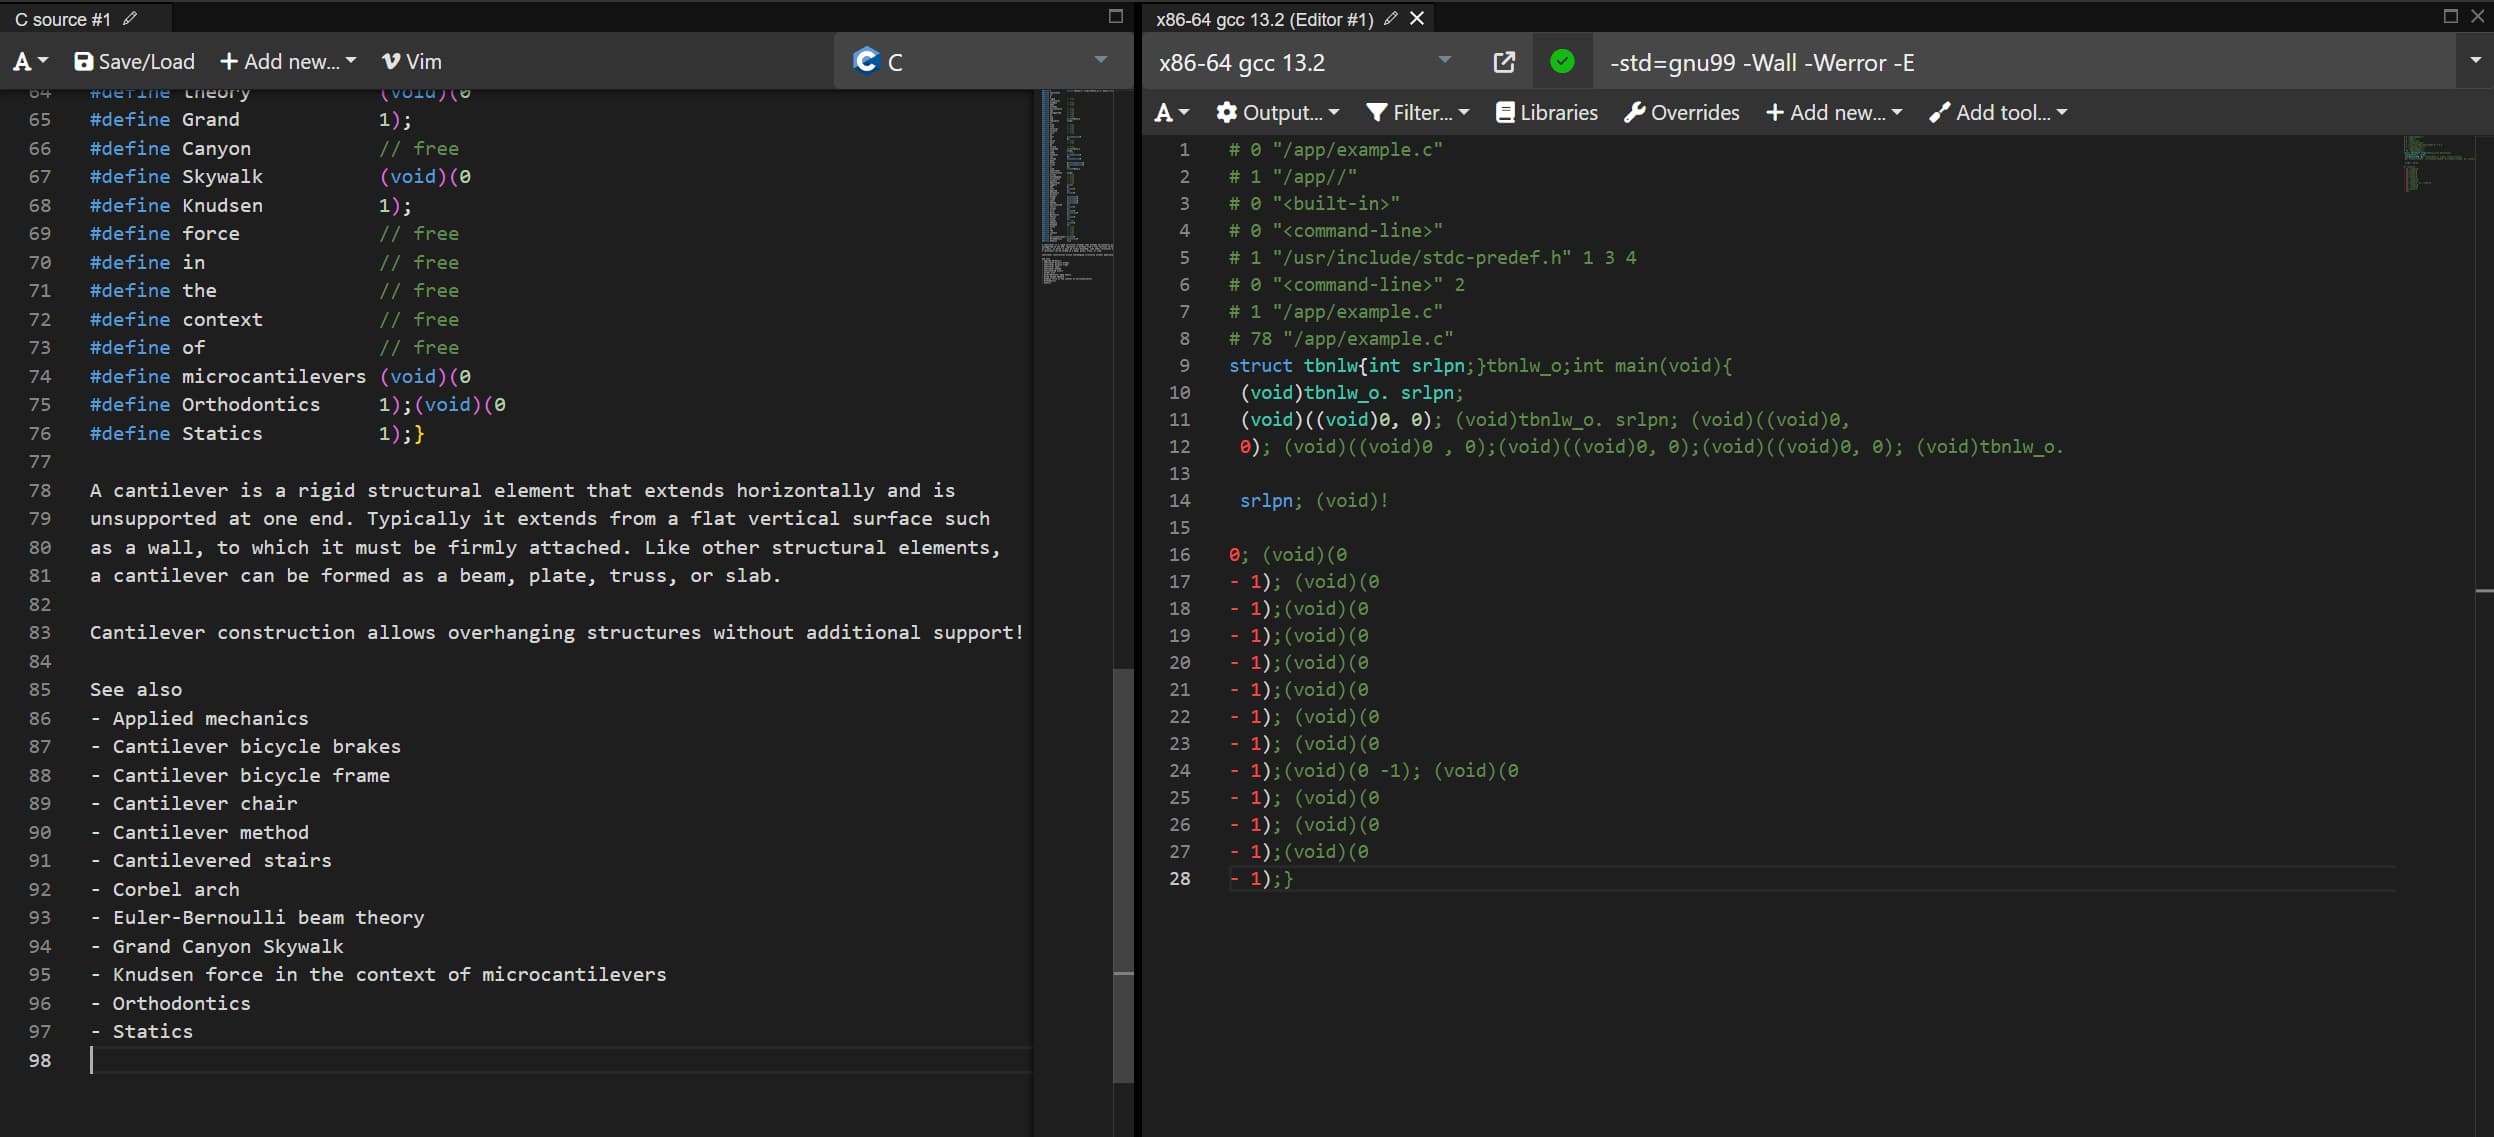 C source #1
A Save/Load + Add new... Vim C
64 #define theory (void)(0
65 #define Grand 1);
66 #define Canyon // free
67 #define Skywalk (void)(0
68 #define Knudsen 1);
69 #define force // free
70 #define in // free
71 #define the // free
72 #define context // free
73 #define of // free
74 #define microcantilevers (void)(0
75 #define Orthodontics 1);(void)(0
76 #define Statics 1);}
77
78 A cantilever is a rigid structural element that extends horizontally and is
79 unsupported at one end. Typically it extends from a flat vertical surface such
80 as a wall, to which it must be firmly attached. Like other structural elements,
81 a cantilever can be formed as a beam, plate, truss, or slab.
82
83 Cantilever construction allows overhanging structures without additional support!
84
85 See also
86 - Applied mechanics
87 - Cantilever bicycle brakes
88 - Cantilever bicycle frame
89 - Cantilever chair
90 - Cantilever method
91 - Cantilevered stairs
92 - Corbel arch
93 - Euler-Bernoulli beam theory
94 - Grand Canyon Skywalk
95 - Knudsen force in the context of microcantilevers
96 - Orthodontics
97 - Statics
98
x86-64 gcc 13.2 (Editor #1)
x86-64 gcc 13.2 -std=gnu99 -Wall -Werror -E
A Output... Filter... Libraries Overrides + Add new... Add tool...
1 # 0 "/app/example.c"
2 # 1 "/app//"
3 # 0 "<built-in>"
4 # 0 "<command-line>"
5 # 1 "/usr/include/stdc-predef.h" 1 3 4
6 # 0 "<command-line>" 2
7 # 1 "/app/example.c"
8 # 78 "/app/example.c"
9 struct tbnlw{int srlpn;}tbnlw_o;int main(void){
10 (void)tbnlw_o. srlpn;
11 (void)((void)0, 0); (void)tbnlw_o. srlpn; (void)((void)0,
12 0); (void)((void)0 , 0);(void)((void)0, 0);(void)((void)0, 0); (void)tbnlw_o.
13
14 srlpn; (void)!
15
16 0; (void)(0
17 - 1); (void)(0
18 - 1);(void)(0
19 - 1);(void)(0
20 - 1);(void)(0
21 - 1);(void)(0
22 - 1); (void)(0
23 - 1); (void)(0
24 - 1);(void)(0 -1); (void)(0
25 - 1); (void)(0
26 - 1); (void)(0
27 - 1);(void)(0
28 - 1);}